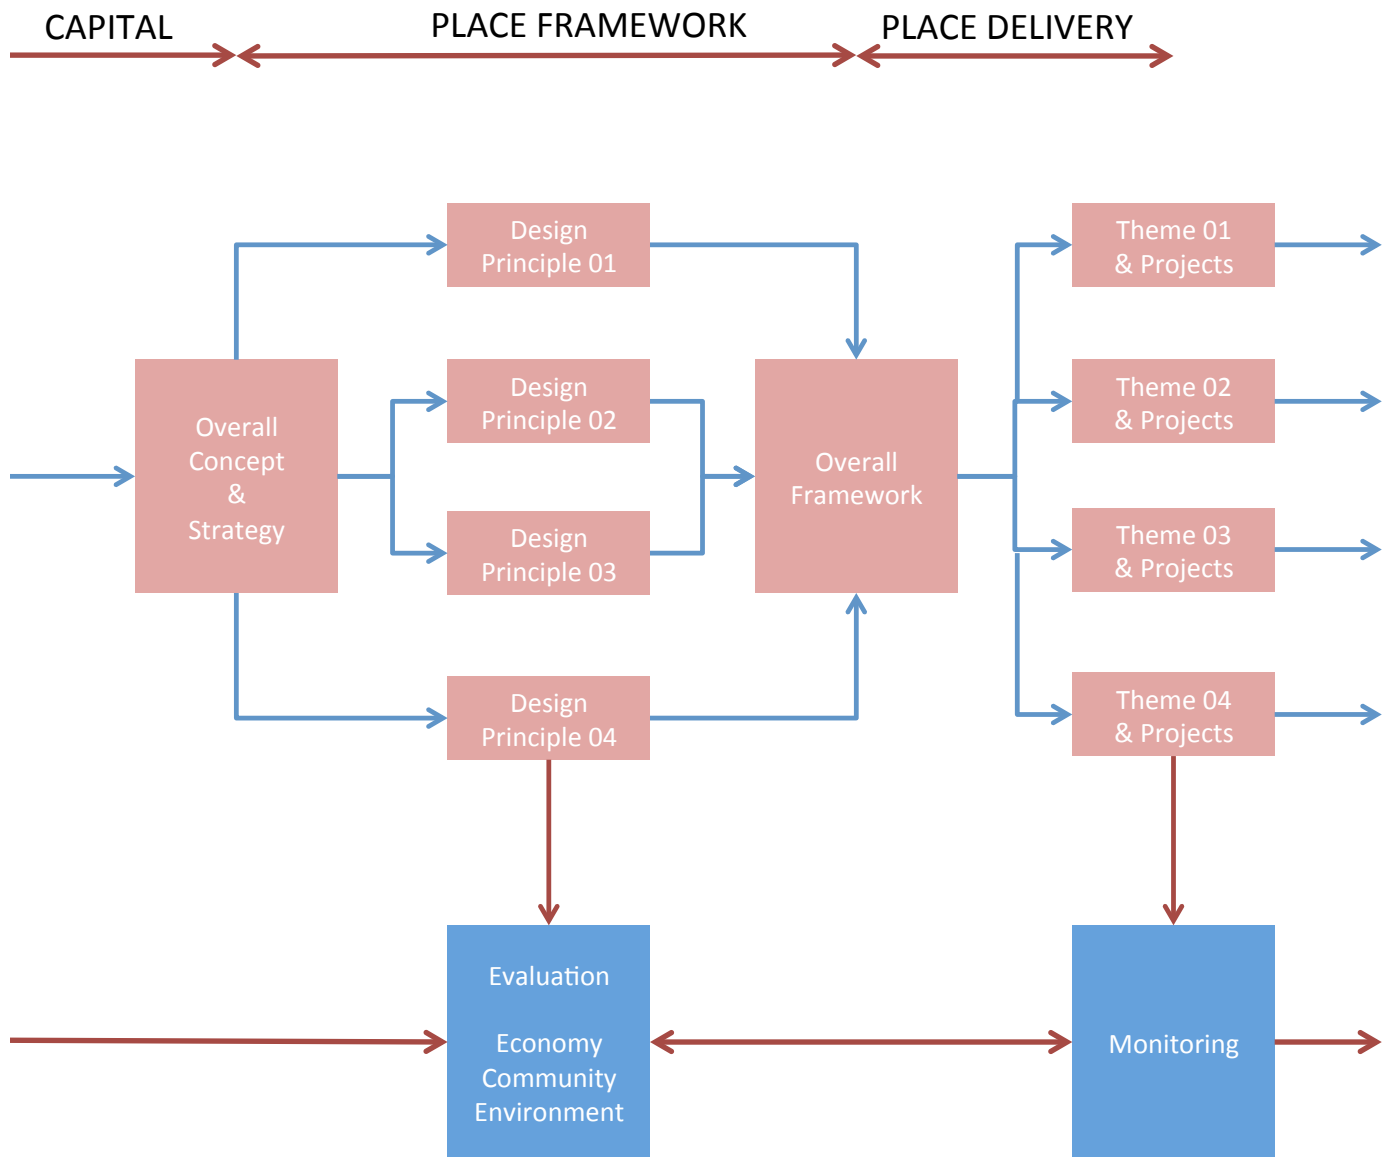 CAPITAL
PLACE FRAMEWORK
PLACE DELIVERY
Design
Principle 01
Theme 01
& Projects
Overall
Concept
&
Strategy
Design
Principle 02
Design
Principle 03
Overall
Framework
Theme 02
& Projects
Theme 03
& Projects
Design
Principle 04
Theme 04
& Projects
Evaluation
Economy
Community
Environment
Monitoring